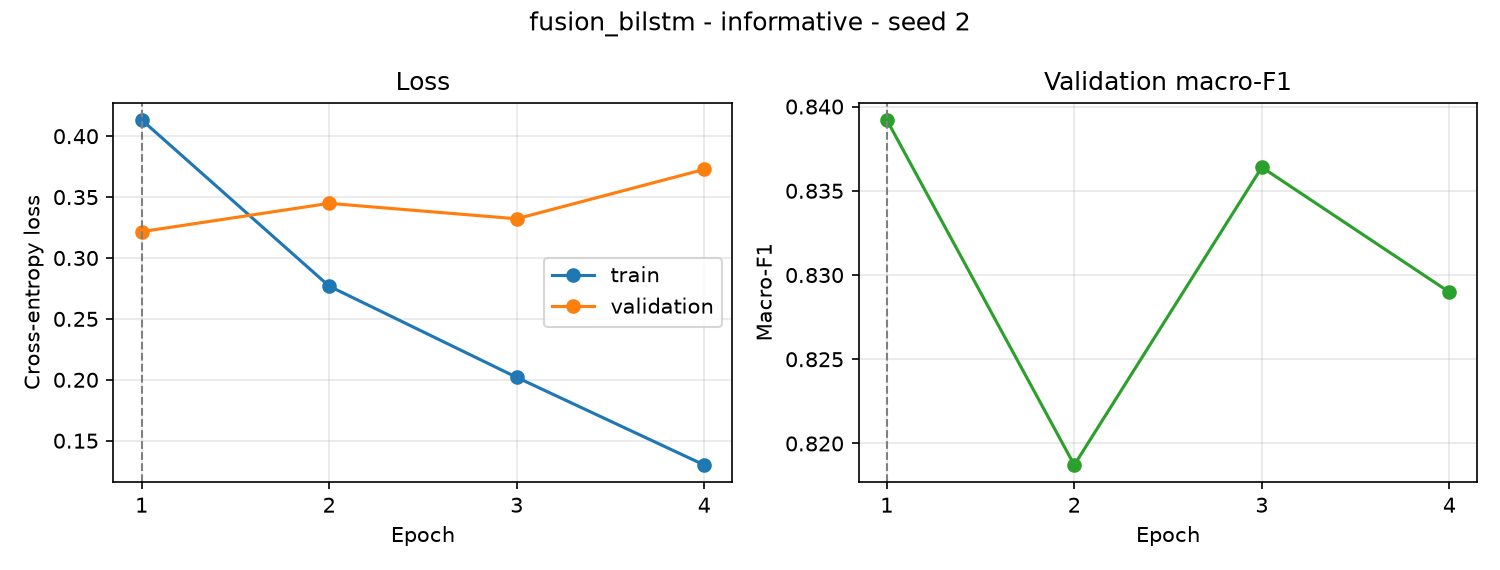 fusion_bilstm - informative - seed 2
Loss
Cross-entropy loss
0.40
0.35
0.30
0.25
0.20
0.15
train
validation
1 2 3 4
Epoch
Validation macro-F1
Macro-F1
0.840
0.835
0.830
0.825
0.820
1 2 3 4
Epoch